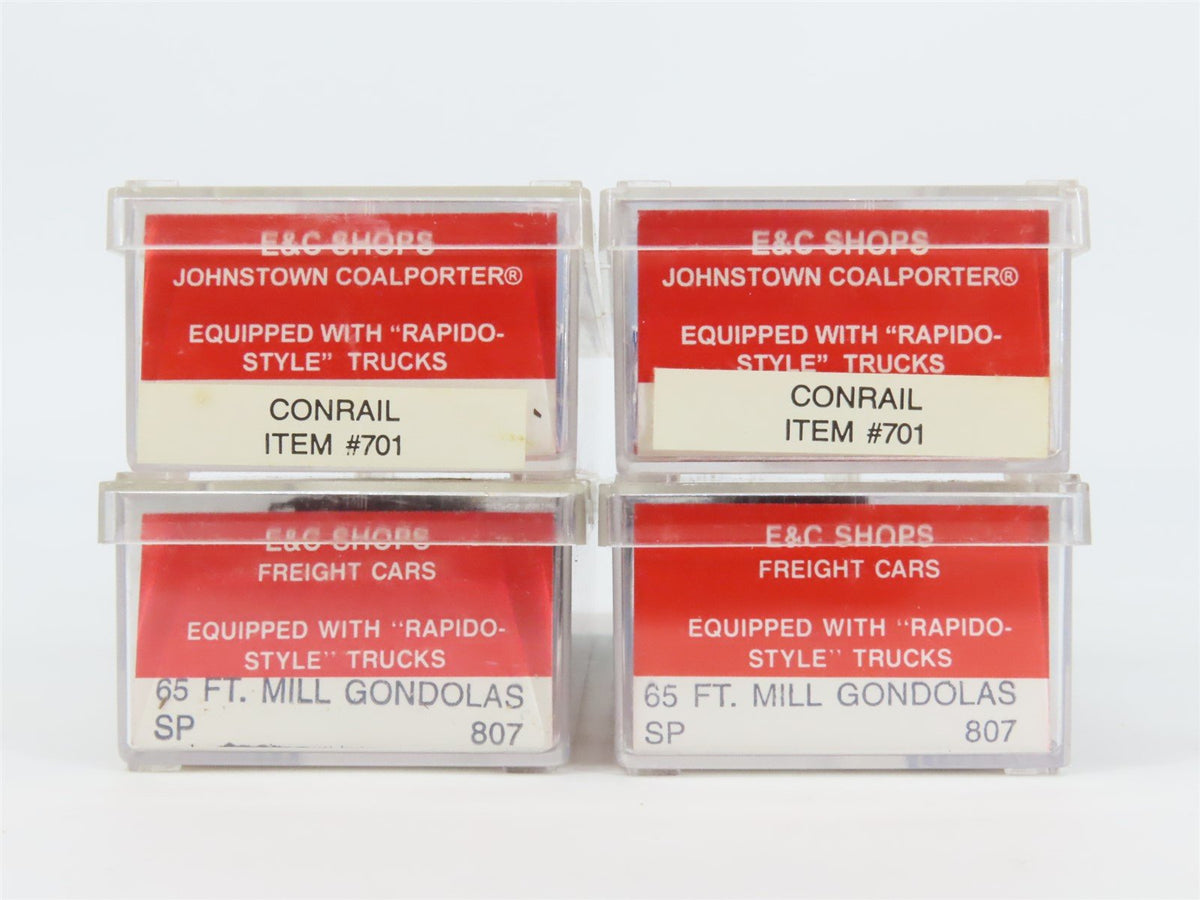 E&C SHOPS
JOHNSTOWN COALPORTER®
EQUIPPED WITH “RAPIDO-
STYLE” TRUCKS
CONRAIL
ITEM #701
E&C SHOPS
JOHNSTOWN COALPORTER®
EQUIPPED WITH “RAPIDO-
STYLE” TRUCKS
CONRAIL
ITEM #701
E&C SHOPS
FREIGHT CARS
EQUIPPED WITH “RAPIDO-
STYLE” TRUCKS
65 FT. MILL GONDOLAS
SP 807
E&C SHOPS
FREIGHT CARS
EQUIPPED WITH “RAPIDO-
STYLE” TRUCKS
65 FT. MILL GONDOLAS
SP 807